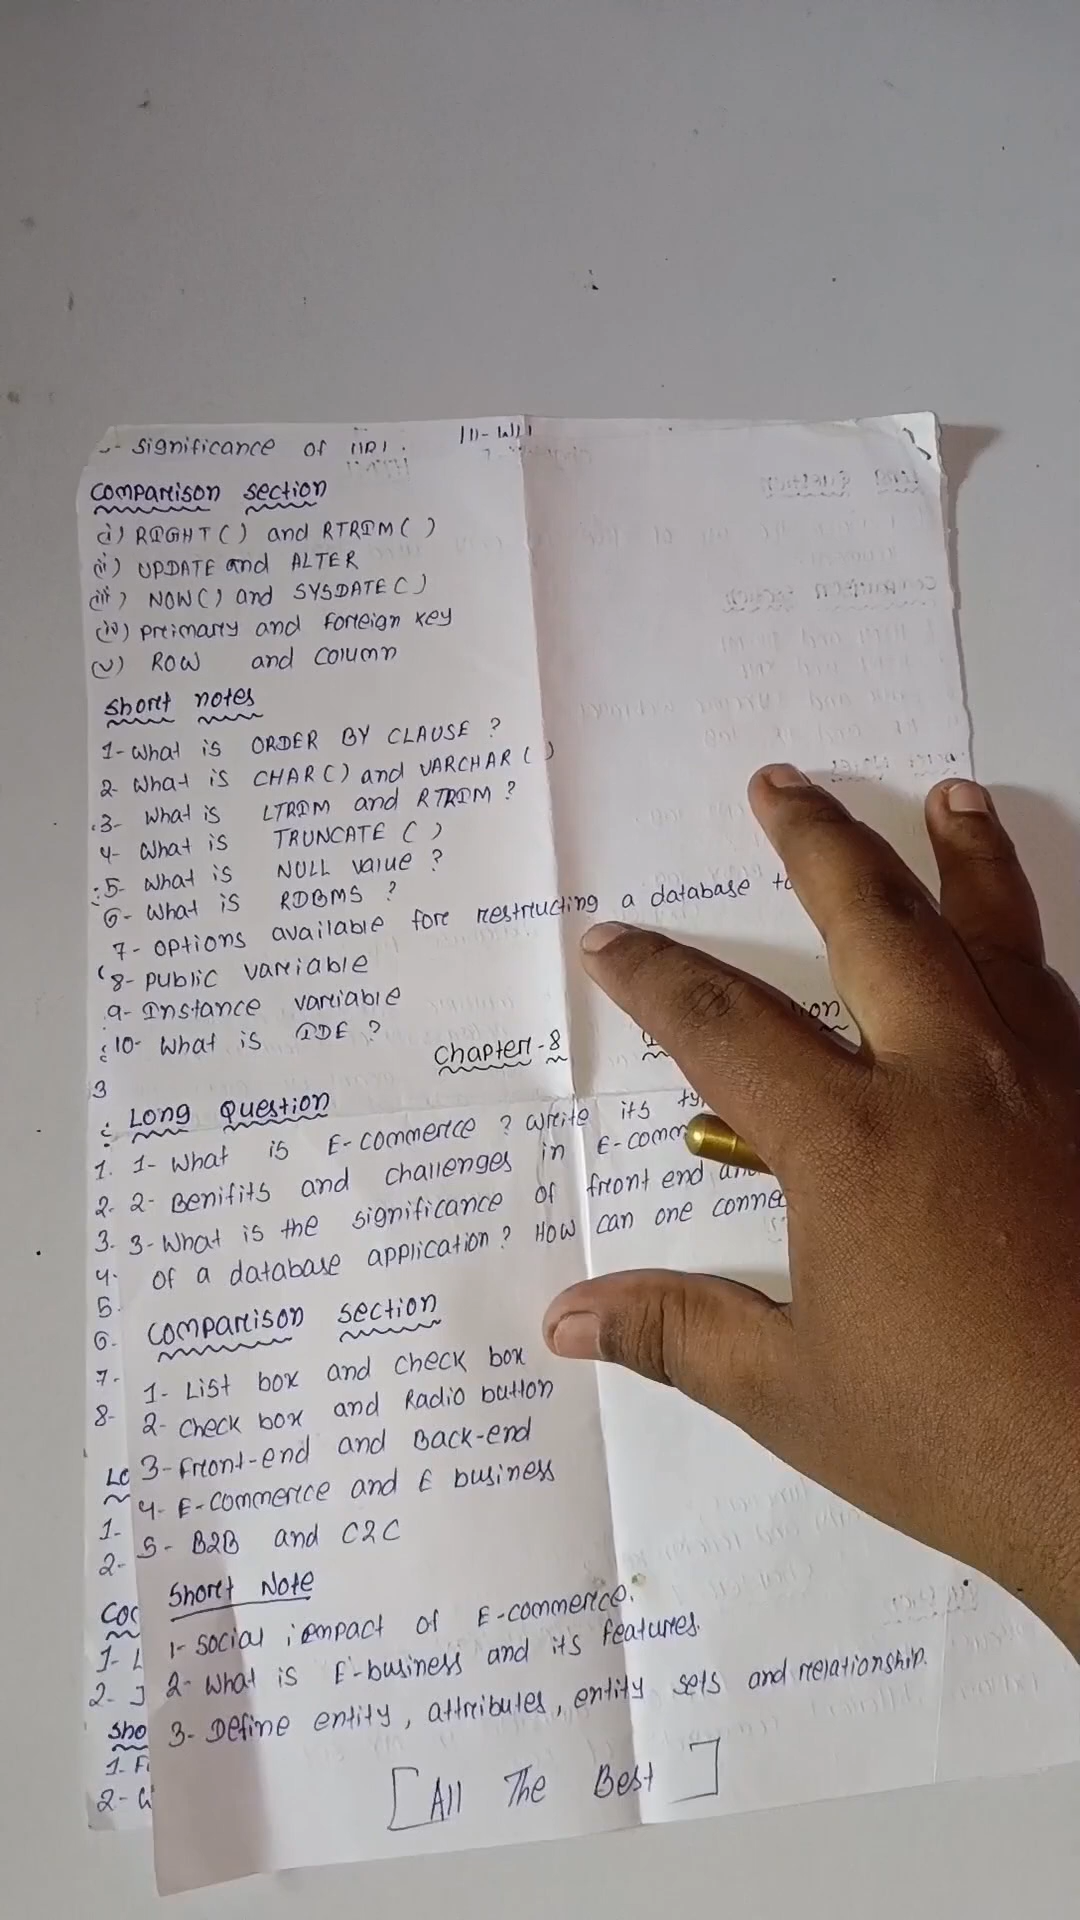 significance of
Comparison section
i) RIGHT() and RTRIM()
ii) UPDATE and ALTER
iii) NOW() and SYSDATE()
iv) Primary and Foreign key
v) ROW and Column
Short notes
1- What is ORDER BY CLAUSE ?
2 What is CHAR() and VARCHAR()
3- What is LTRIM and RTRIM ?
4- What is TRUNCATE ()
5- What is NULL value ?
6- What is RDBMS ?
7- options available fore restructing a database to
8- Public variable
9- Instance variable
10- What is IDE ?
Chapter-8
Long Question
1- What is E-commerce ? Write its
2- Benifits and challenges in E-comm
3- What is the significance of front end and
of a database application ? How can one connec
Comparison section
1- List box and check box
2- check box and Radio button
3- Front-end and Back-end
4- E-commerce and E business
5- B2B and C2C
Short Note
1- Social impact of E-commerce.
2- What is E-business and its features.
3- Define entity, attributes, entity sets and relationship.
[All The Best]